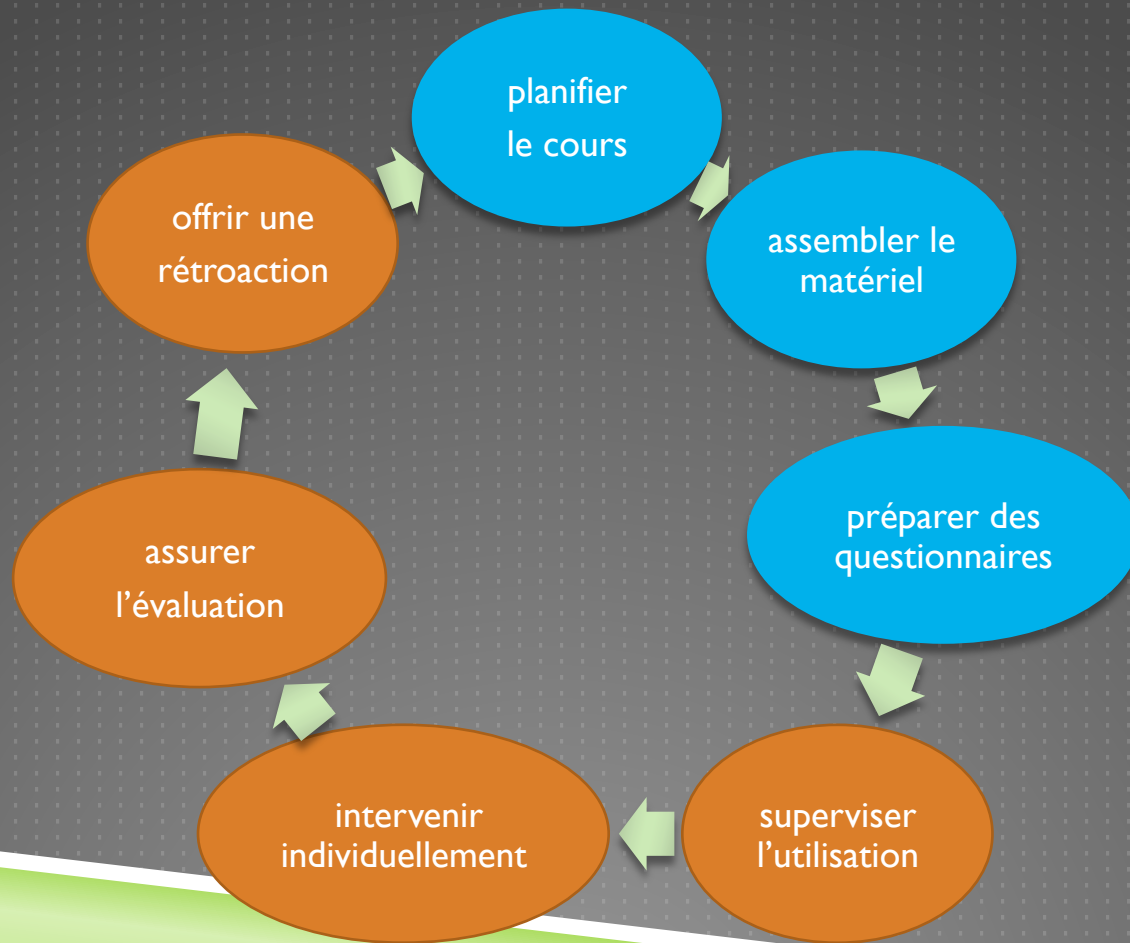 planifier
le cours
assembler le
matériel
préparer des
questionnaires
superviser
l’utilisation
intervenir
individuellement
assurer
l’évaluation
offrir une
rétroaction